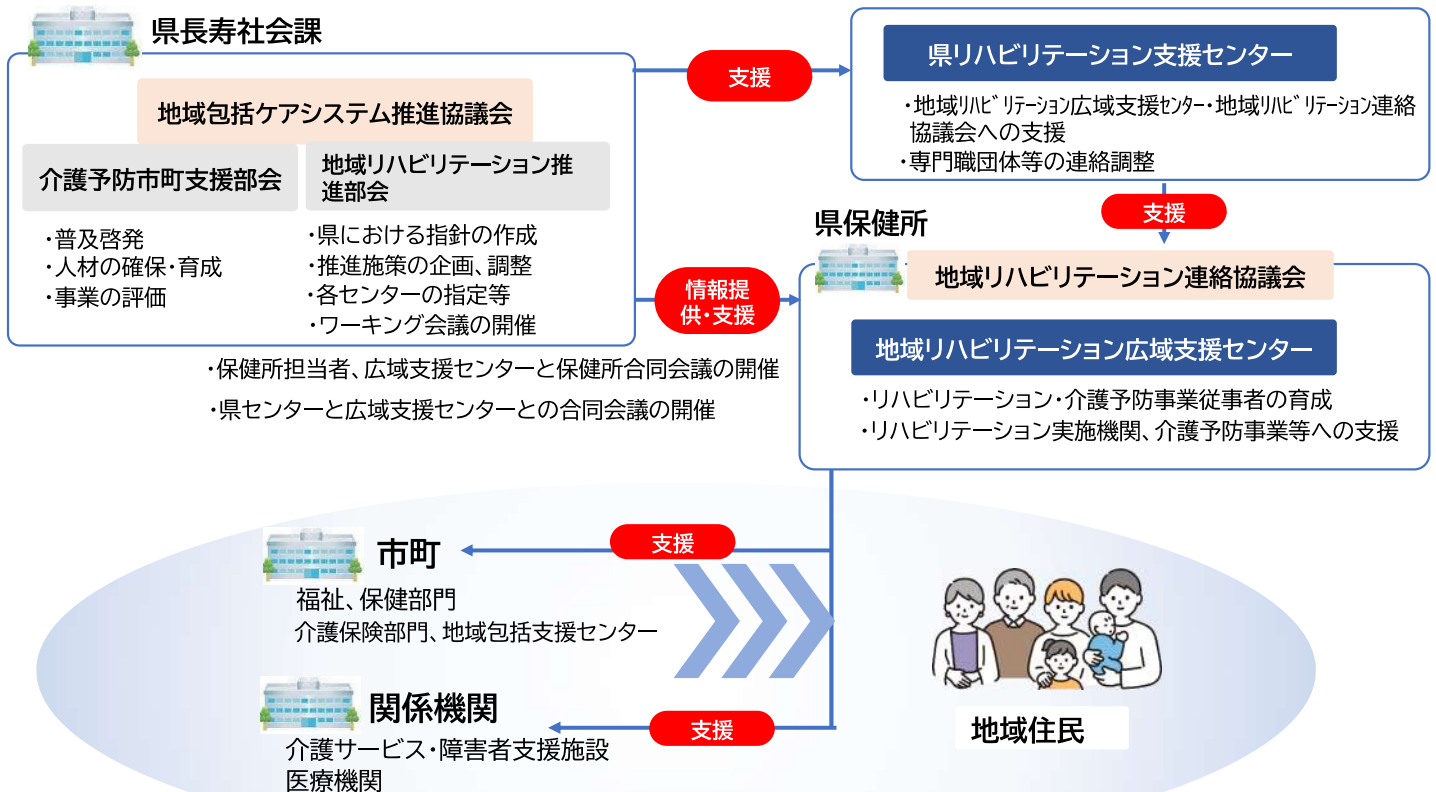 県長寿社会課
地域包括ケアシステム推進協議会
介護予防市町支援部会
・普及啓発
・人材の確保・育成
・事業の評価
地域リハビリテーション推
進部会
・県における指針の作成
・推進施策の企画、調整
・各センターの指定等
・ワーキング会議の開催
・保健所担当者、広域支援センターと保健所合同会議の開催
・県センターと広域支援センターとの合同会議の開催
支援
県リハビリテーション支援センター
・地域ﾘﾊﾋﾞﾘテーション広域支援ｾﾝﾀｰ・地域ﾘﾊﾋﾞﾘテーション連絡
協議会への支援
・専門職団体等の連絡調整
支援
情報提
供・支援
県保健所
地域リハビリテーション連絡協議会
地域リハビリテーション広域支援センター
・リハビリテーション・介護予防事業従事者の育成
・リハビリテーション実施機関、介護予防事業等への支援
支援
市町
福祉、保健部門
介護保険部門、地域包括支援センター
関係機関
介護サービス・障害者支援施設
医療機関
支援
地域住民